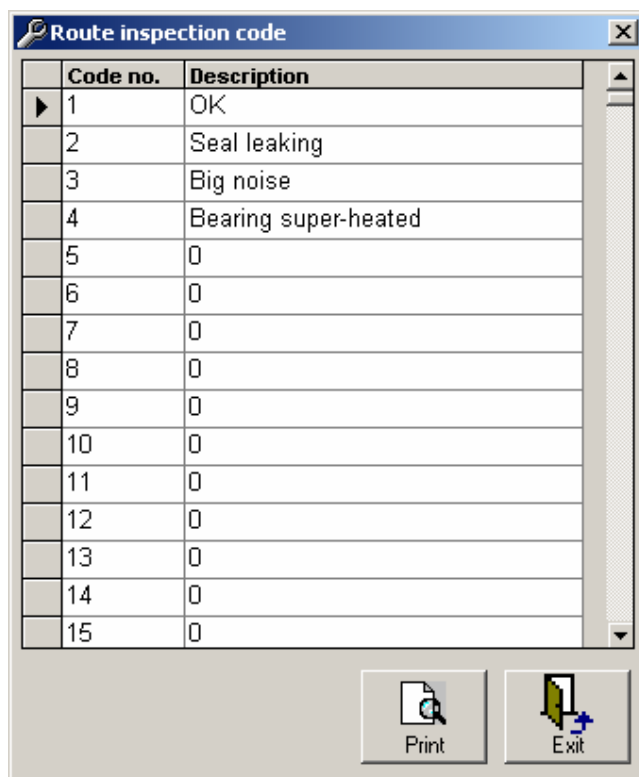 Route inspection code
Code no. Description
1 OK
2 Seal leaking
3 Big noise
4 Bearing super-heated
5 0
6 0
7 0
8 0
9 0
10 0
11 0
12 0
13 0
14 0
15 0
Print Exit